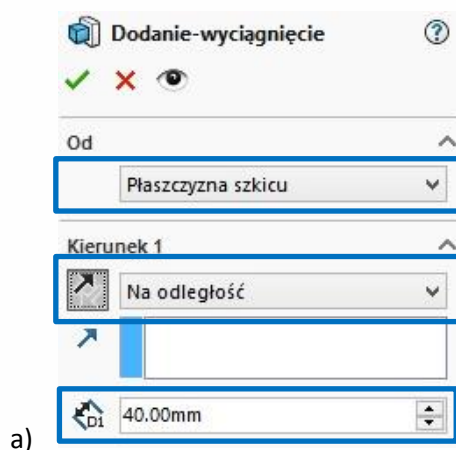 Dodanie-wyciągnięcie
Od
Płaszczyzna szkicu
Kierunek 1
Na odległość
D1 40.00mm
a)